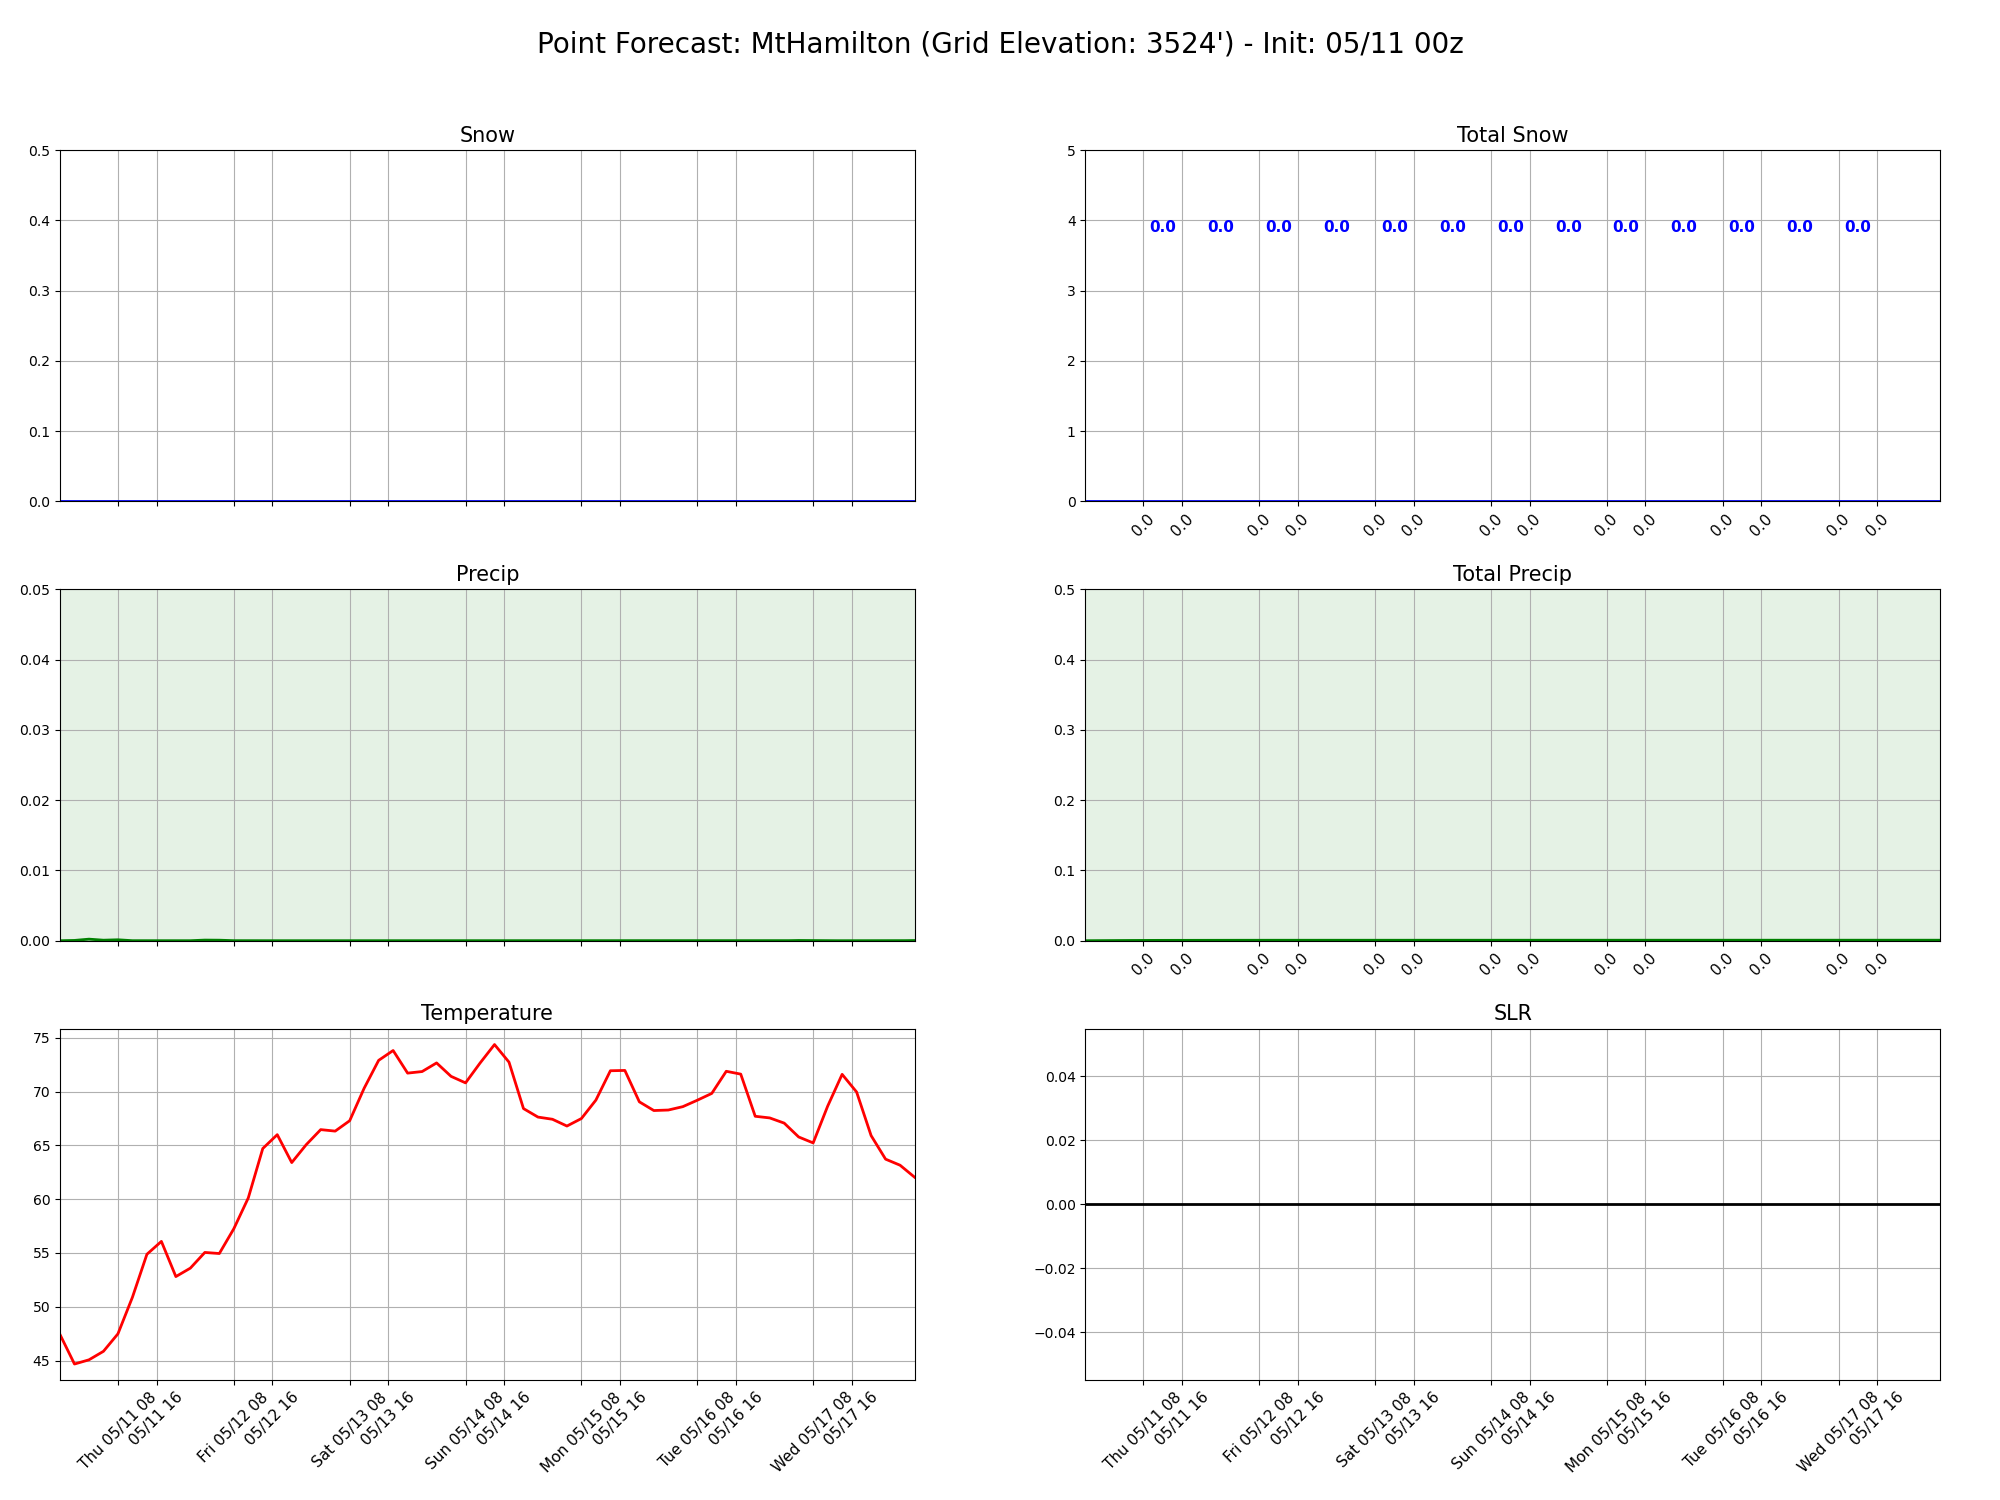 Point Forecast: MtHamilton (Grid Elevation: 3524') - Init: 05/11 00z
Snow
0.5
0.4
0.3
0.2
0.1
0.0
Total Snow
5
4
3
2
1
0
0.0 0.0 0.0 0.0 0.0 0.0 0.0 0.0 0.0 0.0 0.0 0.0 0.0
0.0 0.0 0.0 0.0 0.0 0.0 0.0 0.0 0.0 0.0 0.0 0.0 0.0 0.0
Precip
0.05
0.04
0.03
0.02
0.01
0.00
Total Precip
0.5
0.4
0.3
0.2
0.1
0.0
0.0 0.0 0.0 0.0 0.0 0.0 0.0 0.0 0.0 0.0 0.0 0.0 0.0 0.0
Temperature
75
70
65
60
55
50
45
Thu 05/11 08
05/11 16
Fri 05/12 08
05/12 16
Sat 05/13 08
05/13 16
Sun 05/14 08
05/14 16
Mon 05/15 08
05/15 16
Tue 05/16 08
05/16 16
Wed 05/17 08
05/17 16
SLR
0.04
0.02
0.00
−0.02
−0.04
Thu 05/11 08
05/11 16
Fri 05/12 08
05/12 16
Sat 05/13 08
05/13 16
Sun 05/14 08
05/14 16
Mon 05/15 08
05/15 16
Tue 05/16 08
05/16 16
Wed 05/17 08
05/17 16